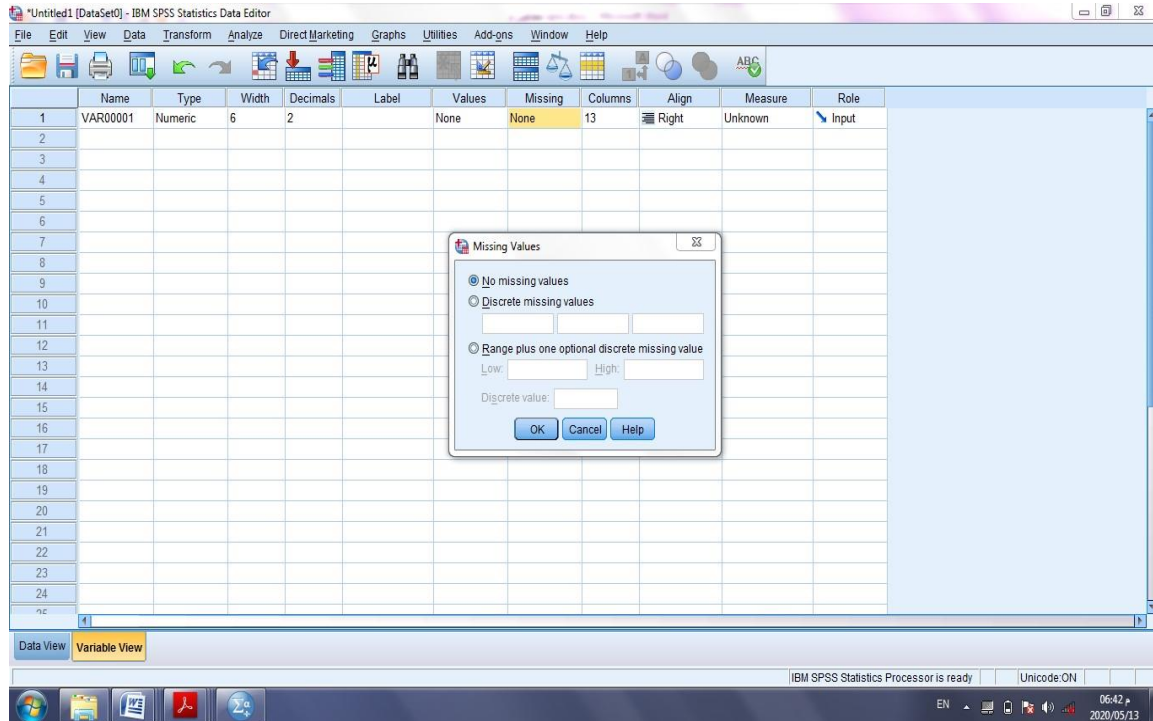 *Untitled1 [DataSet0] - IBM SPSS Statistics Data Editor
File Edit View Data Transform Analyze Direct Marketing Graphs Utilities Add-ons Window Help
Name Type Width Decimals Label Values Missing Columns Align Measure Role
1 VAR00001 Numeric 6 2 None None 13 Right Unknown Input
2
3
4
5
6
7
8
9
10
11
12
13
14
15
16
17
18
19
20
21
22
23
24
25
Missing Values
No missing values
Discrete missing values
Range plus one optional discrete missing value
Low: High:
Discrete value:
OK Cancel Help
Data View Variable View
IBM SPSS Statistics Processor is ready Unicode:ON
EN 06:42 م
2020/05/13